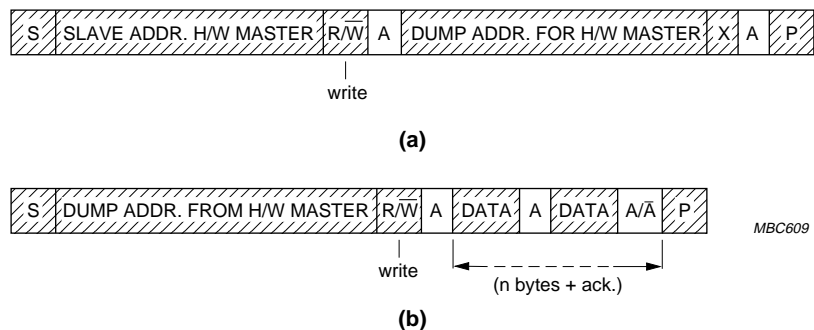 S SLAVE ADDR. H/W MASTER R/W̅ A DUMP ADDR. FOR H/W MASTER X A P
write
(a)
S DUMP ADDR. FROM H/W MASTER R/W̅ A DATA A DATA A/A̅ P
MBC609
write
(n bytes + ack.)
(b)